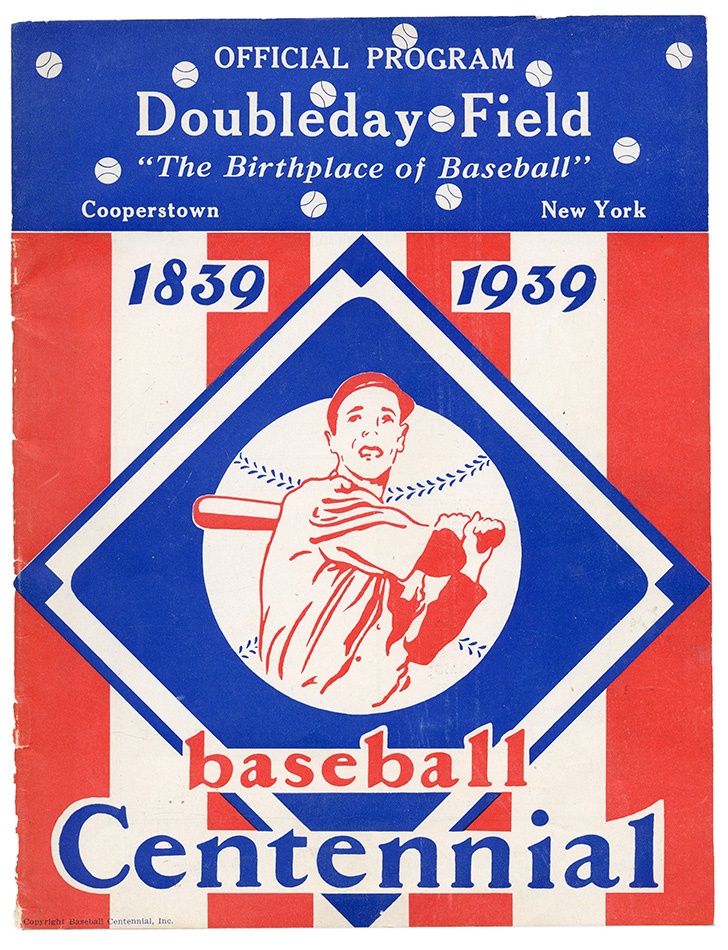 OFFICIAL PROGRAM
Doubleday Field
“The Birthplace of Baseball”
Cooperstown New York
1839 1939
baseball
Centennial
Copyright Baseball Centennial, Inc.